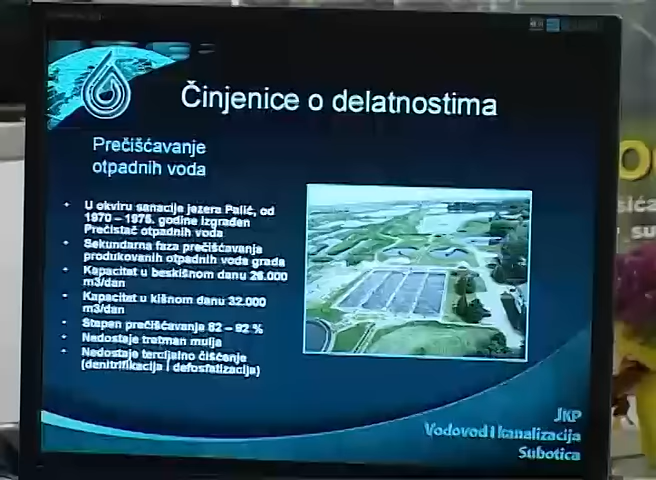 Činjenice o delatnostima
Prečišćavanje
otpadnih voda
U okviru sanacije jezera Palić, od
1970 – 1975. godine izgrađen
Prečistač otpadnih voda
Sekundarna faza prečišćavanja
produkovanih otpadnih voda grada
Kapacitet u beskišnom danu 26.000
m3/dan
Kapacitet u kišnom danu 32.000
m3/dan
Stepen prečišćavanja 82 – 92 %
Nedostaje tretman mulja
Nedostaje tercijalno čišćenje
(denitrifikacija i defosfatizacija)
JKP
Vodovod i kanalizacija
Subotica